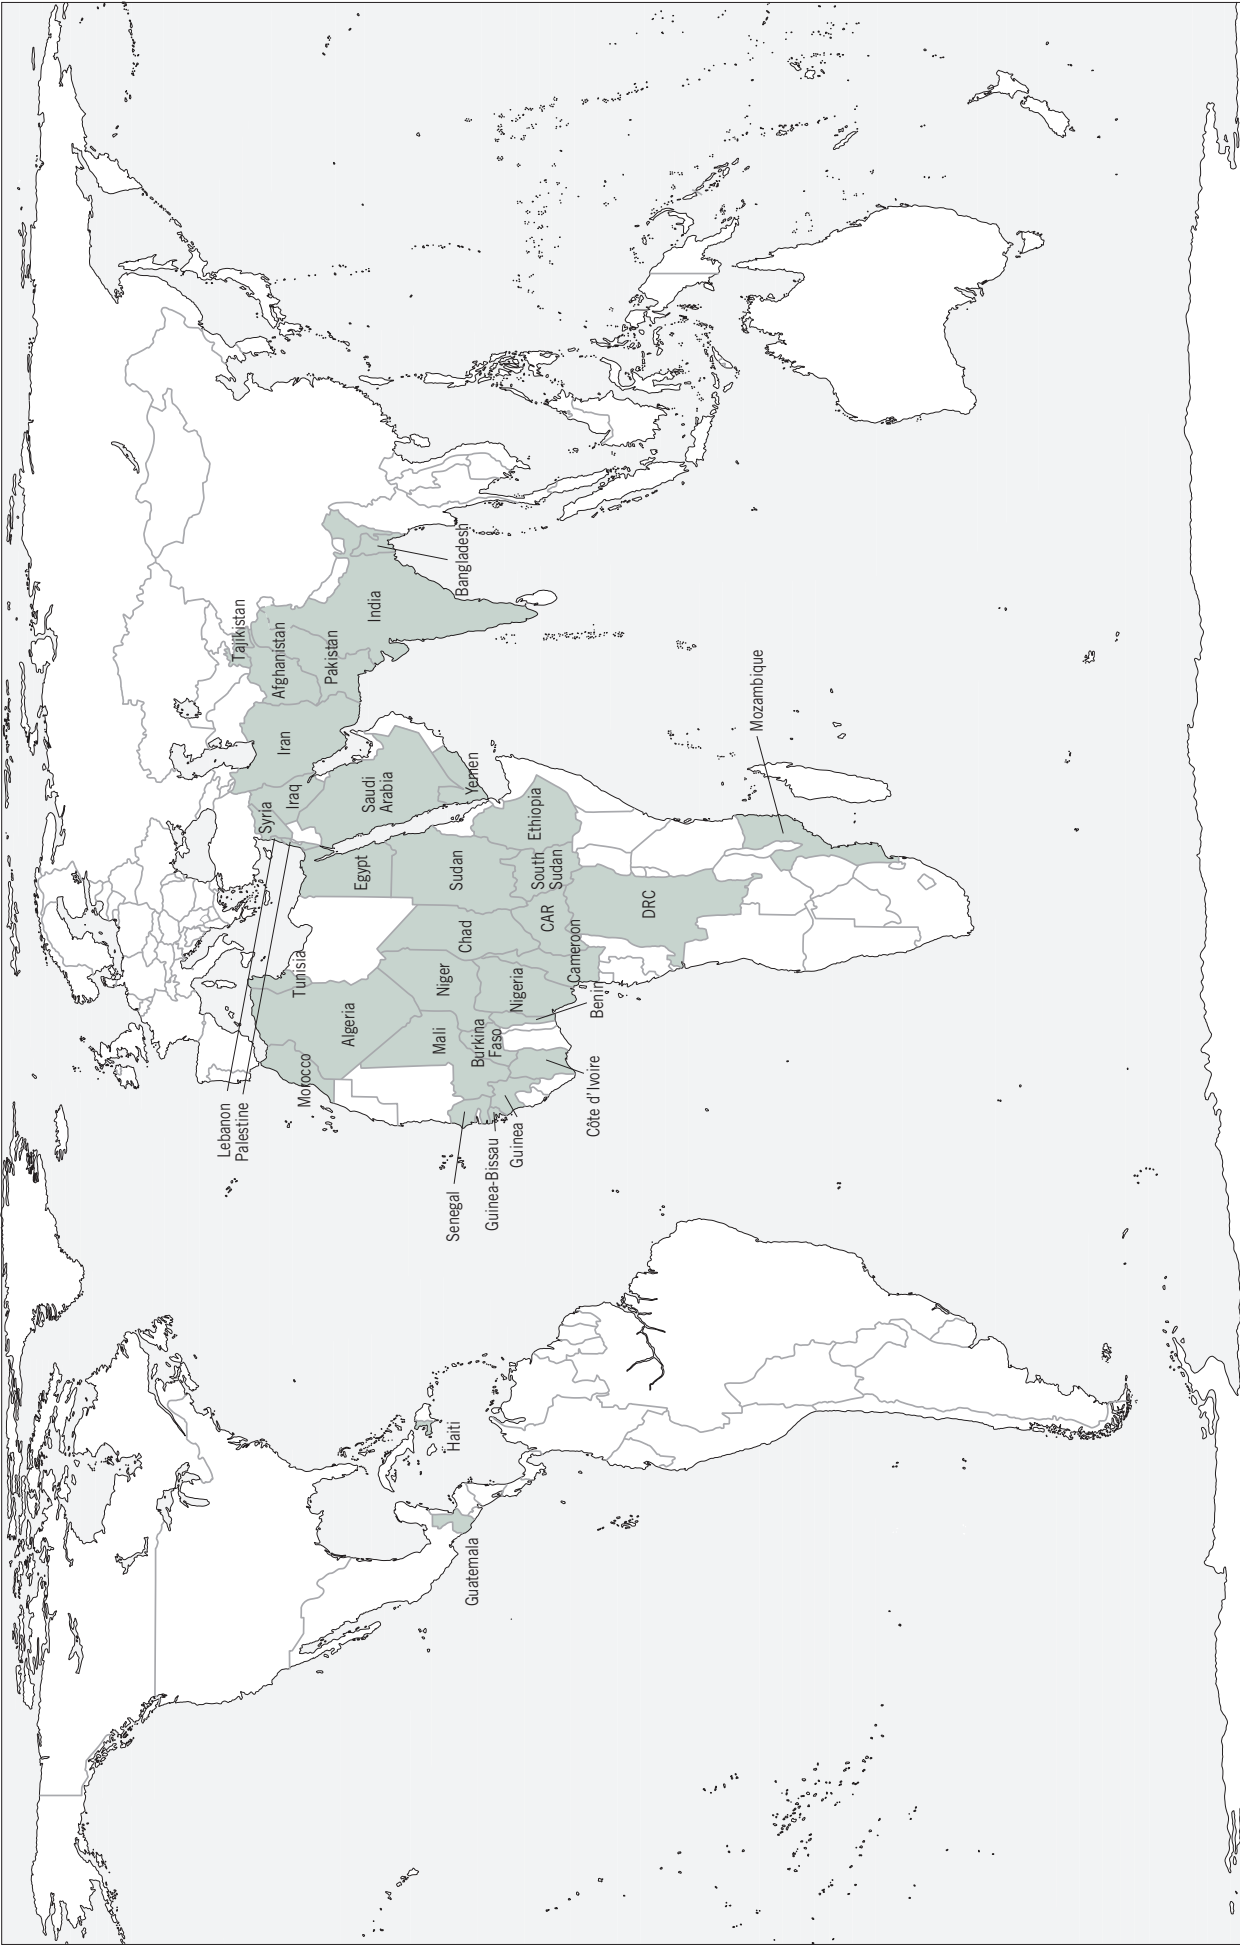 Guatemala
Haiti
Lebanon
Palestine
Morocco
Algeria
Tunisia
Senegal
Guinea-Bissau
Guinea
Côte d'Ivoire
Mali
Burkina
Faso
Benin
Niger
Nigeria
Cameroon
Chad
CAR
DRC
Egypt
Sudan
South
Sudan
Ethiopia
Mozambique
Syria
Iraq
Saudi
Arabia
Yemen
Iran
Afghanistan
Tajikistan
Pakistan
India
Bangladesh